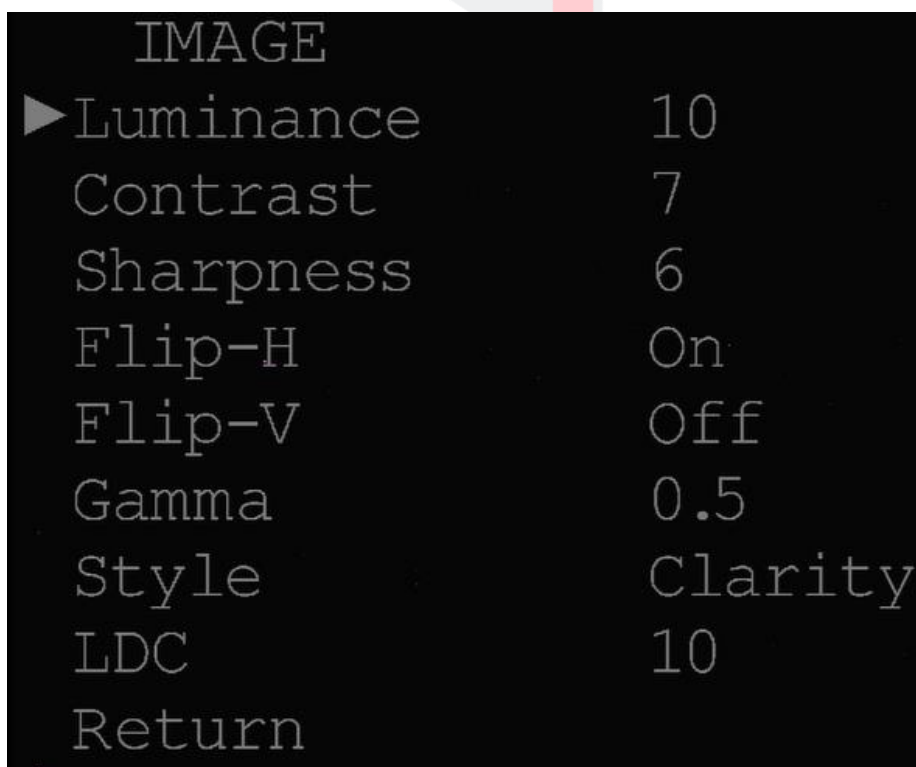 IMAGE
▶Luminance 10
Contrast 7
Sharpness 6
Flip-H On
Flip-V Off
Gamma 0.5
Style Clarity
LDC 10
Return